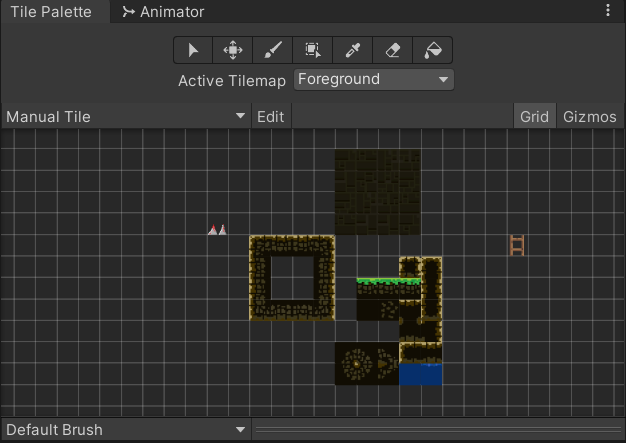 Tile Palette Animator
Active Tilemap Foreground
Manual Tile Edit Grid Gizmos
Default Brush